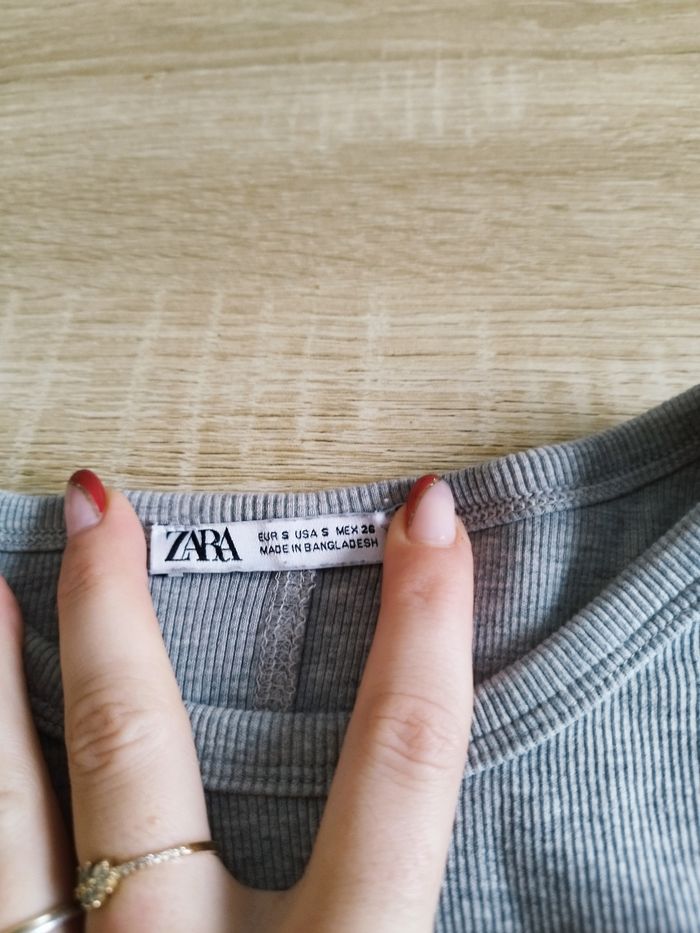 ZARA
EUR S USA S MEX 26
MADE IN BANGLADESH